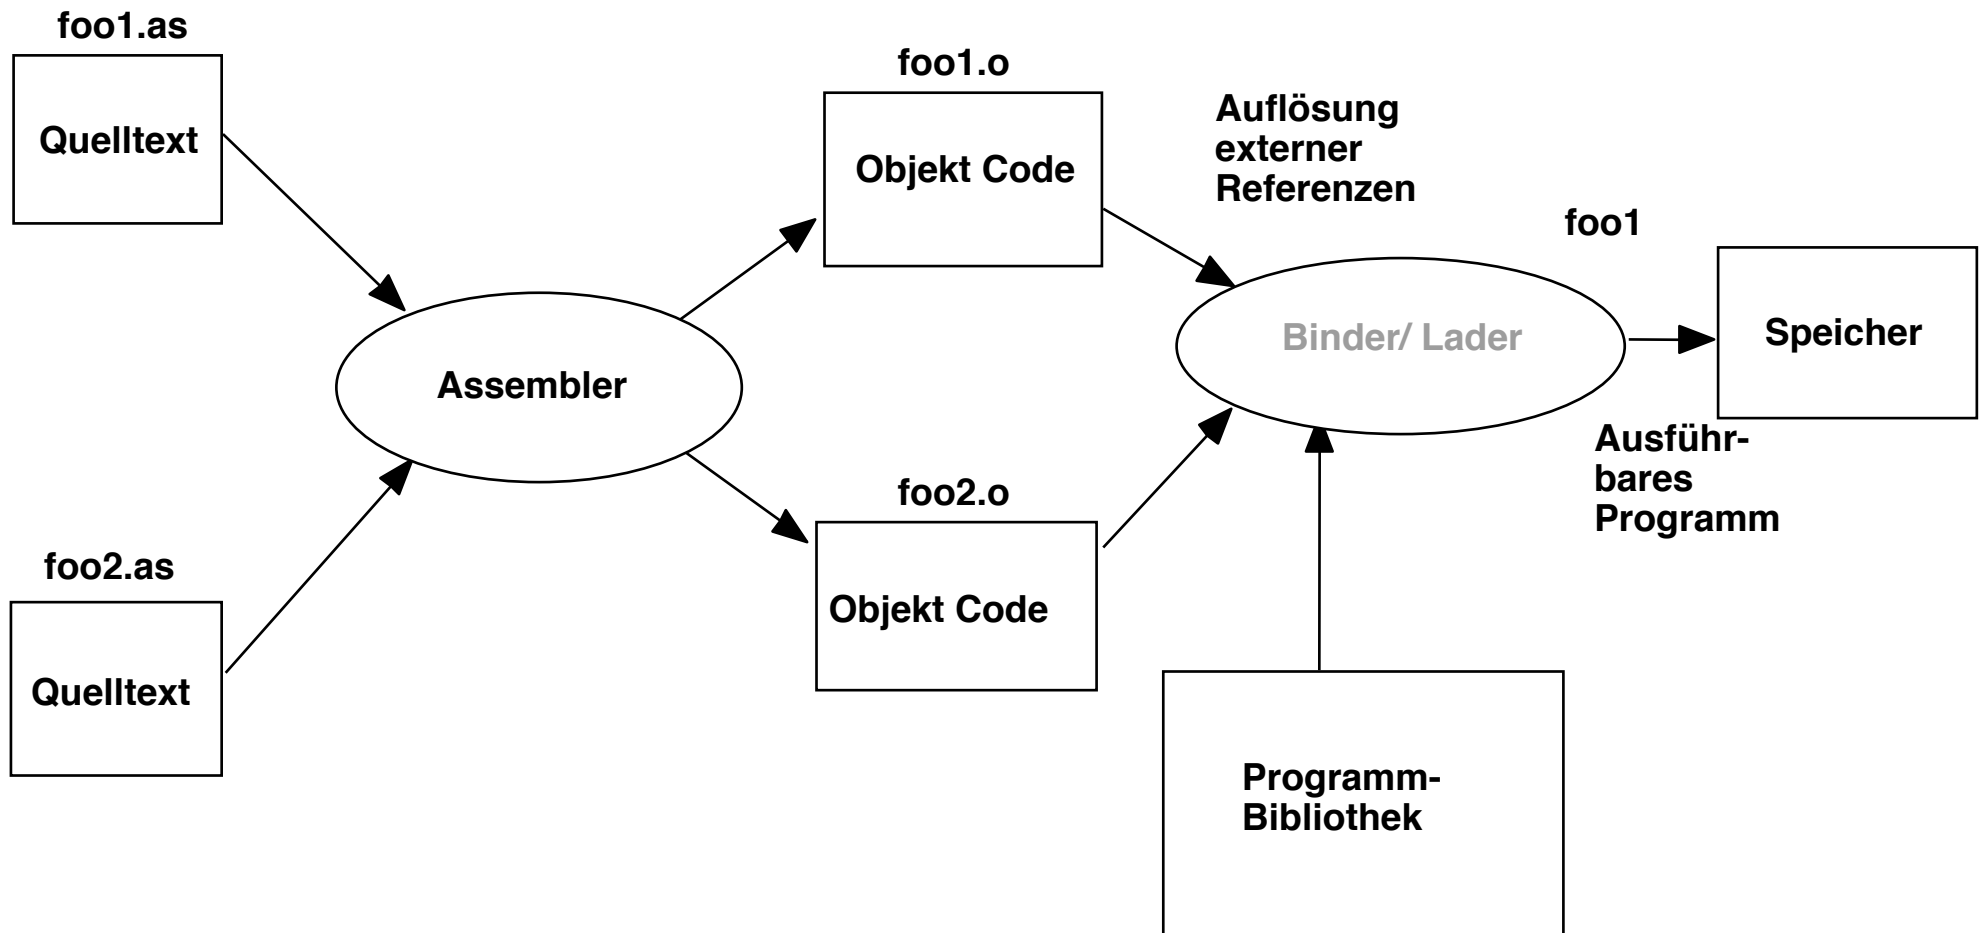 foo1.as
Quelltext
foo1.o
Objekt Code
Auflösung
externer
Referenzen
foo1
Binder/ Lader
Speicher
Assembler
Ausführ-
bares
Programm
foo2.as
Quelltext
foo2.o
Objekt Code
Programm-
Bibliothek